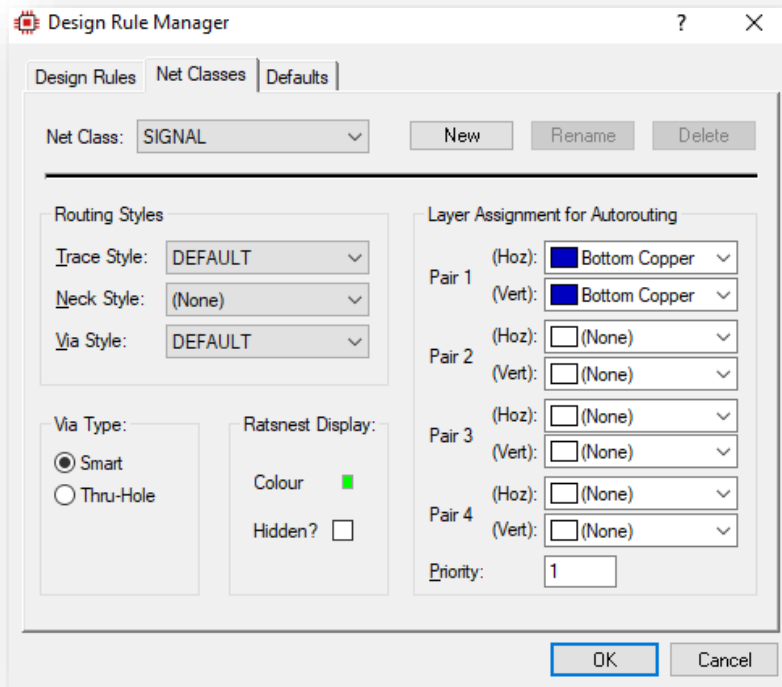 Design Rule Manager ?
Design Rules Net Classes Defaults
Net Class: SIGNAL New Rename Delete
Routing Styles
Trace Style: DEFAULT
Neck Style: (None)
Via Style: DEFAULT
Layer Assignment for Autorouting
Pair 1
(Hoz): Bottom Copper
(Vert): Bottom Copper
Pair 2
(Hoz): (None)
(Vert): (None)
Pair 3
(Hoz): (None)
(Vert): (None)
Pair 4
(Hoz): (None)
(Vert): (None)
Priority: 1
Via Type:
Smart
Thru-Hole
Ratsnest Display:
Colour
Hidden?
OK Cancel